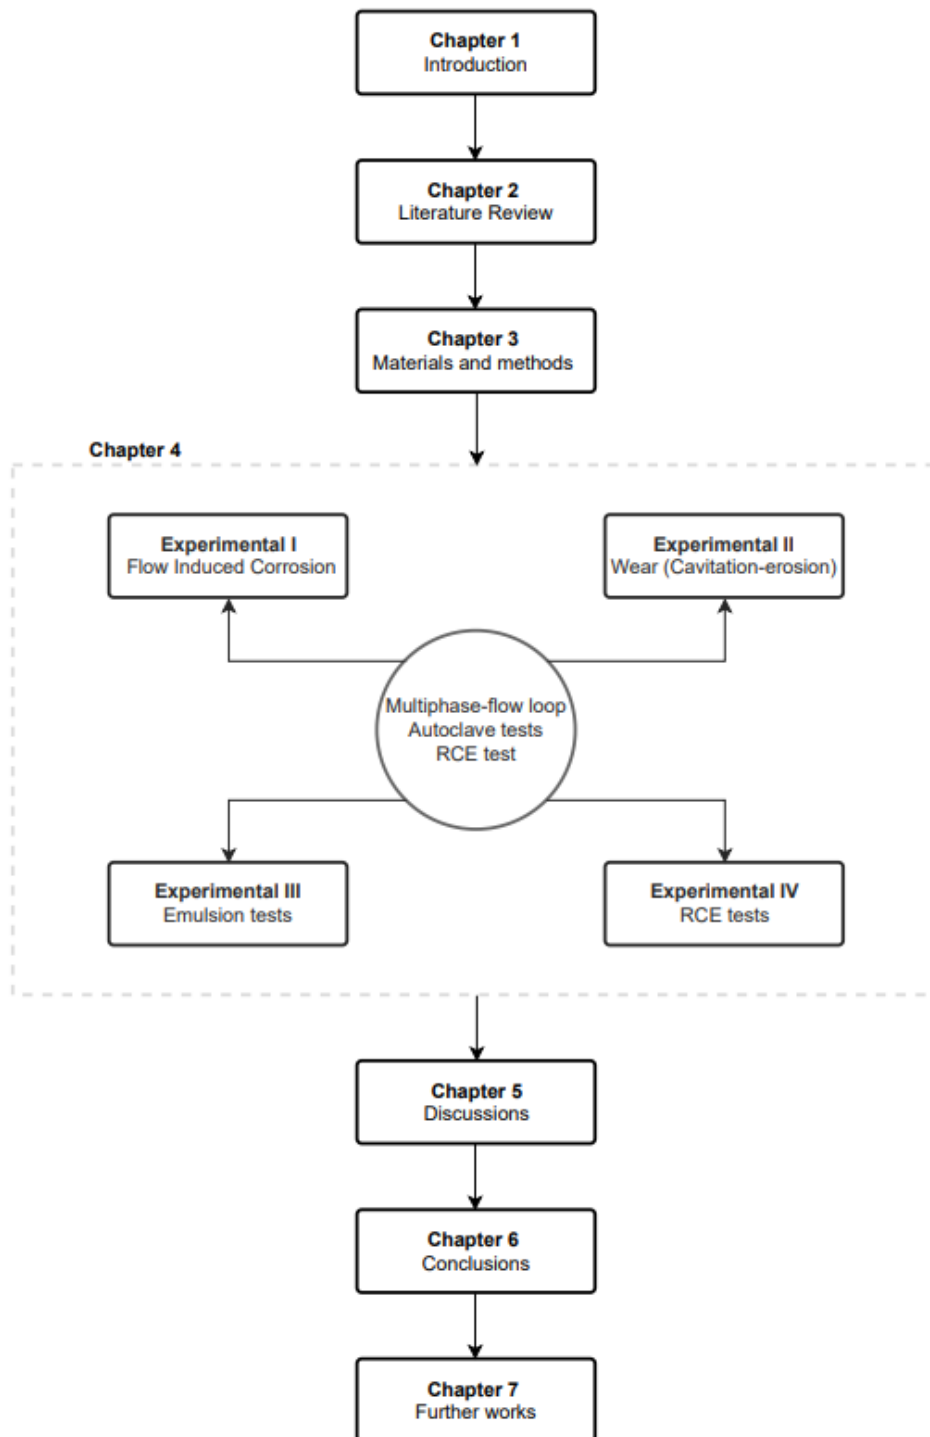 Chapter 1
Introduction
Chapter 2
Literature Review
Chapter 3
Materials and methods
Chapter 4
Experimental I
Flow Induced Corrosion
Experimental II
Wear (Cavitation-erosion)
Multiphase-flow loop
Autoclave tests
RCE test
Experimental III
Emulsion tests
Experimental IV
RCE tests
Chapter 5
Discussions
Chapter 6
Conclusions
Chapter 7
Further works